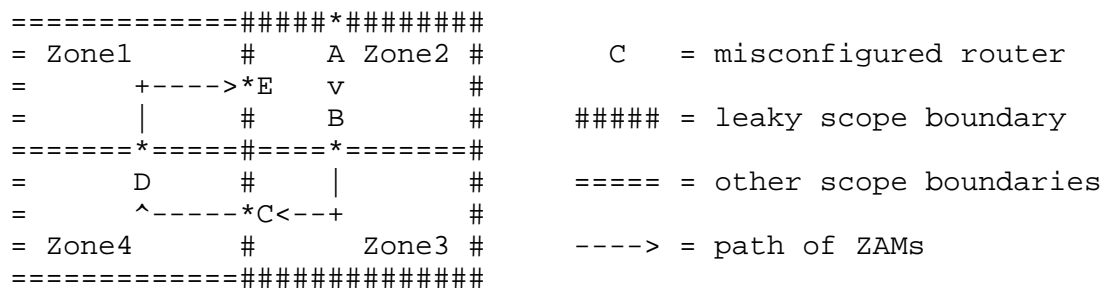 =============#####*########
= Zone1       #    A Zone2 #       C   = misconfigured router
=      +---->*E   v        #
=      |     #    B        #     ##### = leaky scope boundary
=======*=====#====*=======#
=      D     #    |        #     ===== = other scope boundaries
=      ^-----*C<--+        #
= Zone4      #      Zone3 #     ----> = path of ZAMs
=============##############